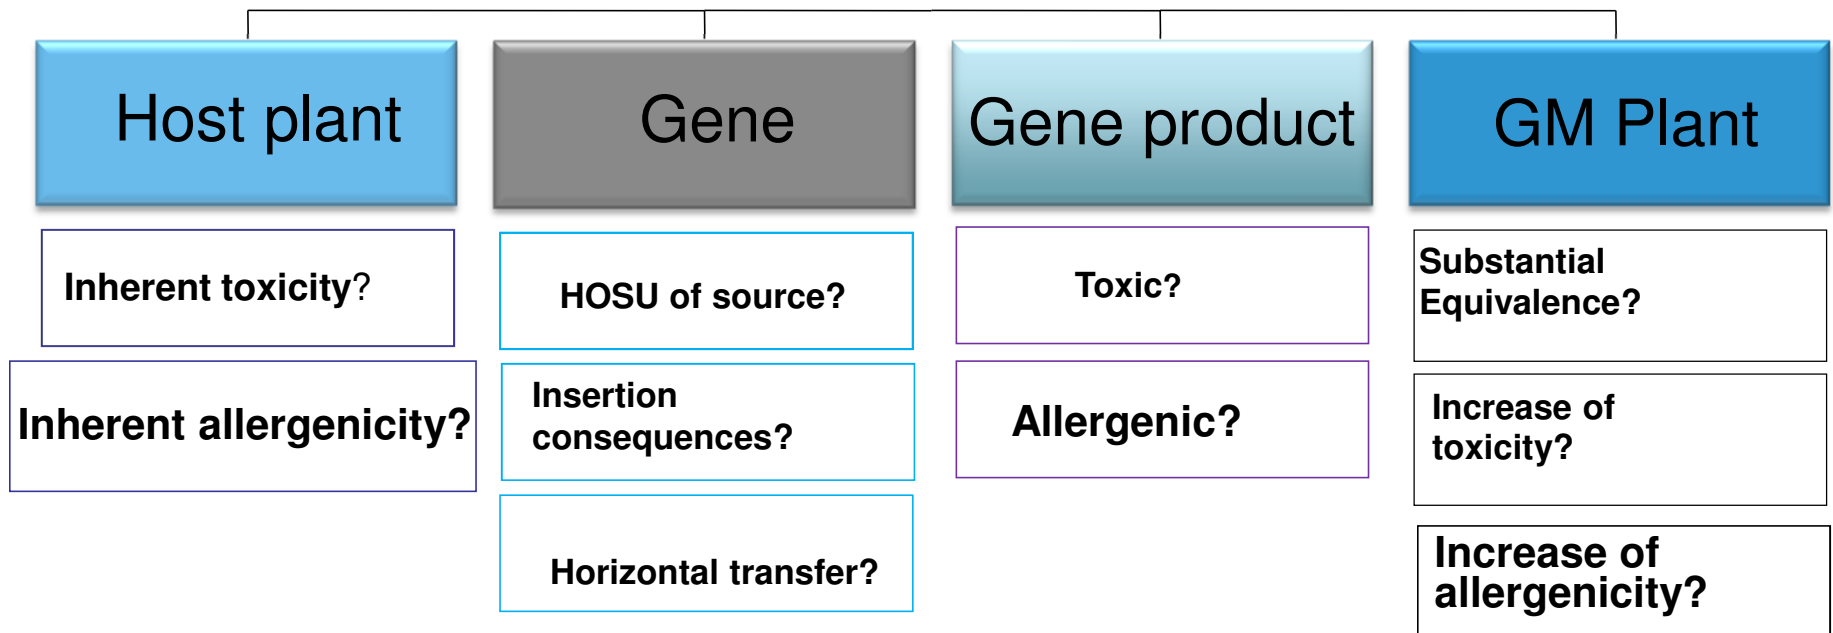 Host plant
Inherent toxicity?
Inherent allergenicity?
Gene
HOSU of source?
Insertion
consequences?
Horizontal transfer?
Gene product
Toxic?
Allergenic?
GM Plant
Substantial
Equivalence?
Increase of
toxicity?
Increase of
allergenicity?